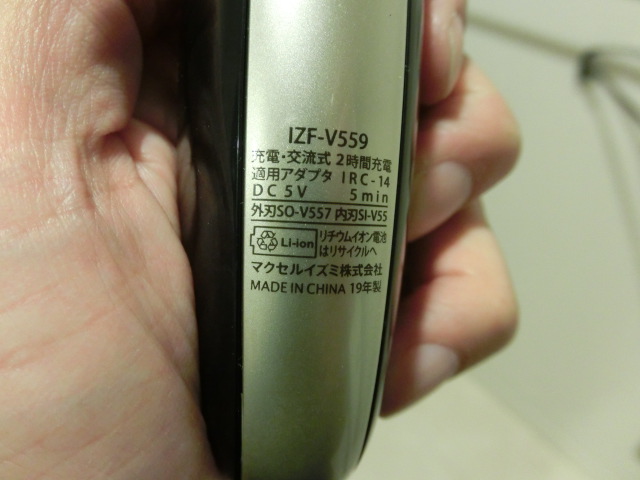 IZF-V559
充電・交流式 2時間充電
適用アダプタ IRC-14
DC 5V 5min
外刃SO-V557 内刃SI-V55
Li-ion リチウムイオン電池
はリサイクルへ
マクセルイズミ株式会社
MADE IN CHINA 19年製